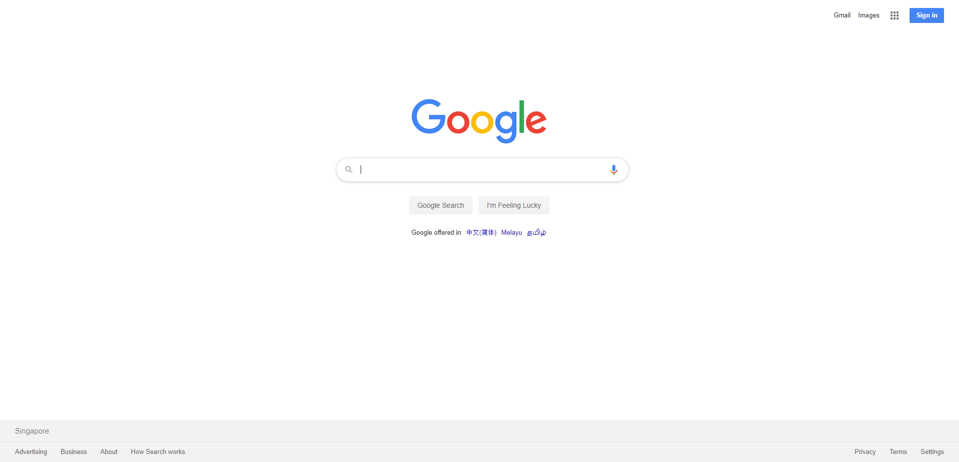 Gmail Images Sign in
Google
Google Search I'm Feeling Lucky
Google offered in: 中文(简体) Melayu தமிழ்
Singapore
Advertising Business About How Search works Privacy Terms Settings